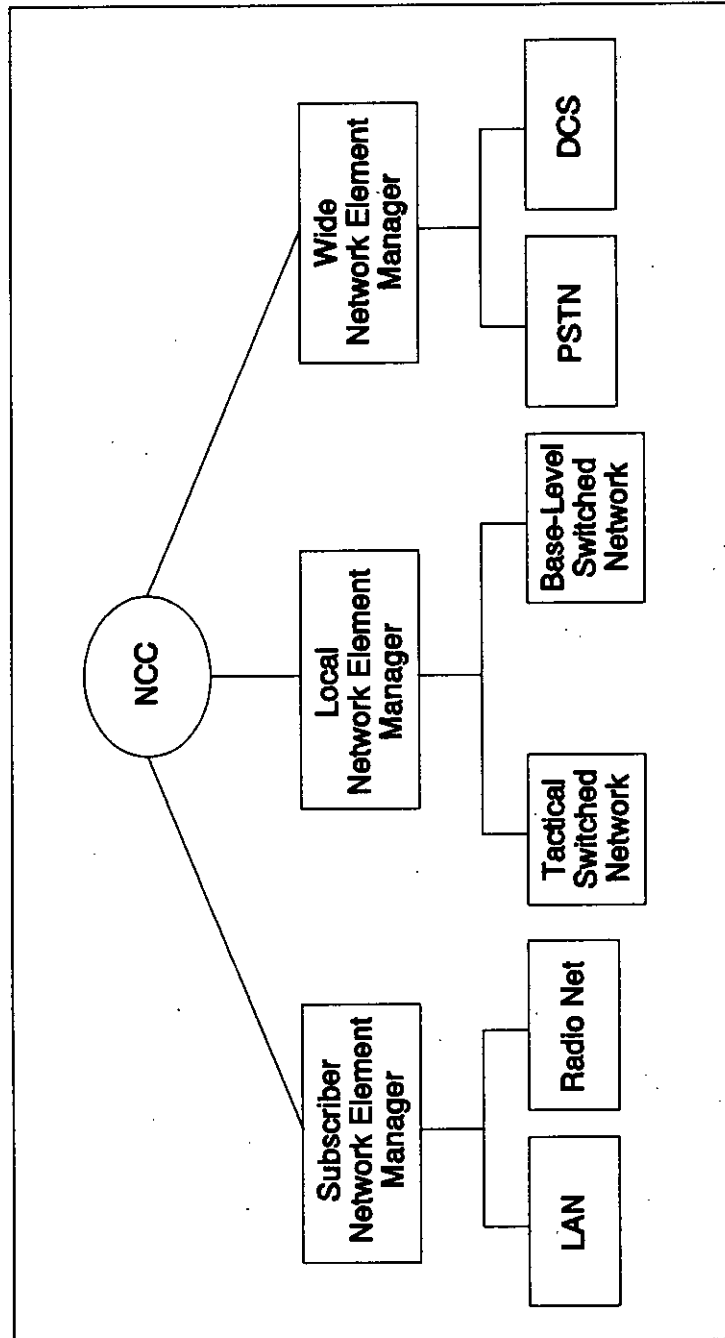 NCC
Subscriber
Network Element
Manager
Local
Network Element
Manager
Wide
Network Element
Manager
LAN
Radio Net
Tactical
Switched
Network
Base-Level
Switched
Network
PSTN
DCS